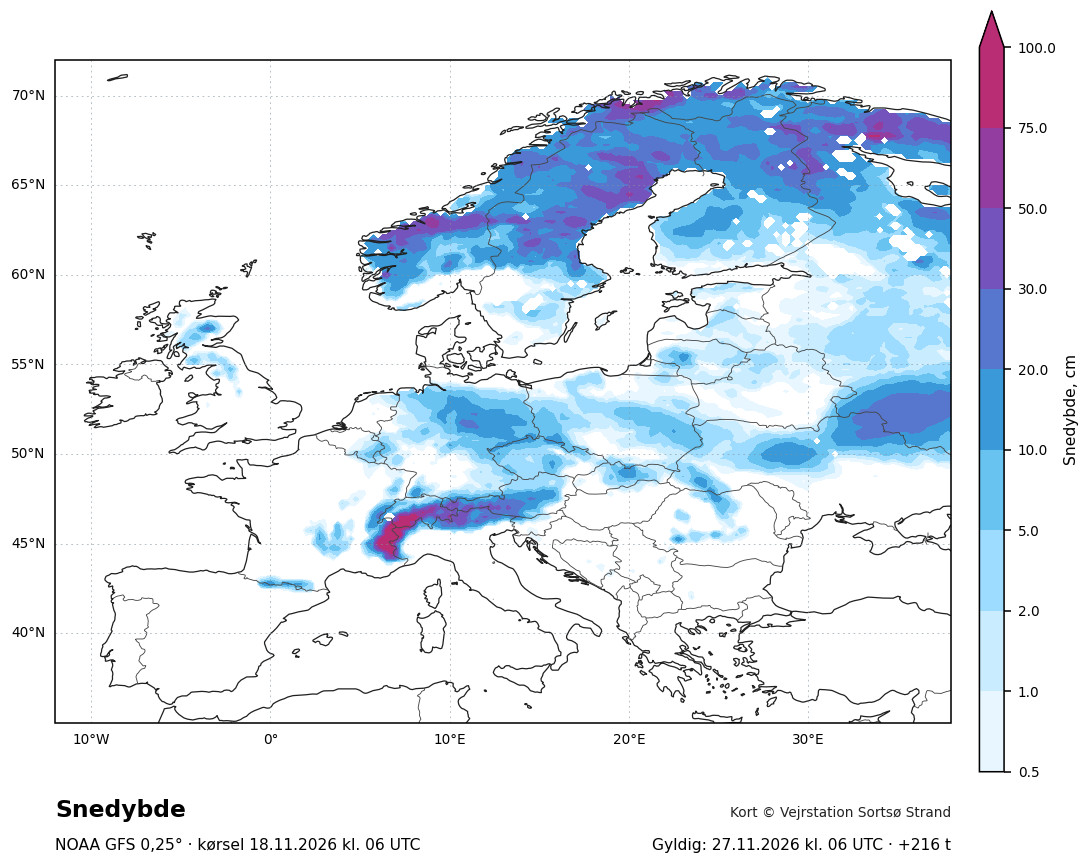 100.0
75.0
50.0
30.0
20.0
10.0
5.0
2.0
1.0
0.5
Snedybde, cm
70°N
65°N
60°N
55°N
50°N
45°N
40°N
10°W
0°
10°E
20°E
30°E
Snedybde
Kort © Vejrstation Sortsø Strand
NOAA GFS 0,25° · kørsel 18.11.2026 kl. 06 UTC
Gyldig: 27.11.2026 kl. 06 UTC · +216 t